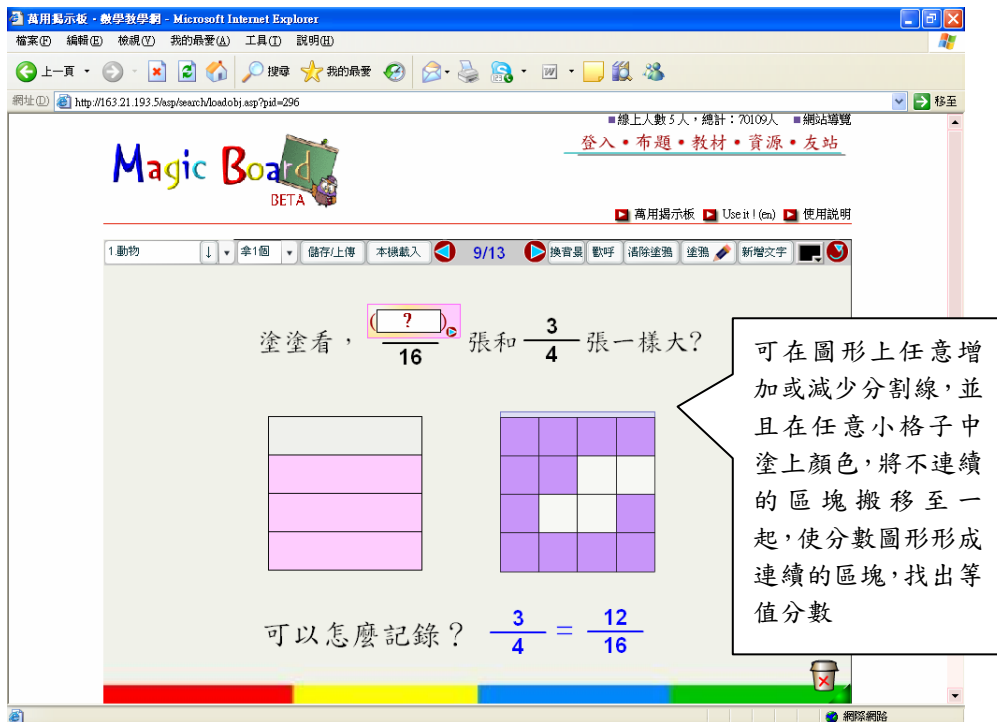 萬用揭示板 - 數學教學網 - Microsoft Internet Explorer
檔案(F) 編輯(E) 檢視(V) 我的最愛(A) 工具(T) 說明(H)
上一頁 搜尋 我的最愛
網址(D) http://163.21.193.5/asp/search/loadobj.asp?pid=296 移至
■線上人數 5 人，總計：70109人 ■網站導覽
登入 • 布題 • 教材 • 資源 • 友站
Magic Board
BETA
萬用揭示板 Use it ! (en) 使用說明
1.動物 ↓ 拿1個 儲存/上傳 本機載入 9/13 換背景 歡呼 清除塗鴉 塗鴉 新增文字
塗塗看，( ? )/16 張和 3/4 張一樣大?
可在圖形上任意增
加或減少分割線，並
且在任意小格子中
塗上顏色，將不連續
的區塊搬移至一
起，使分數圖形形成
連續的區塊，找出等
值分數
可以怎麼記錄？ 3/4 = 12/16
網際網路